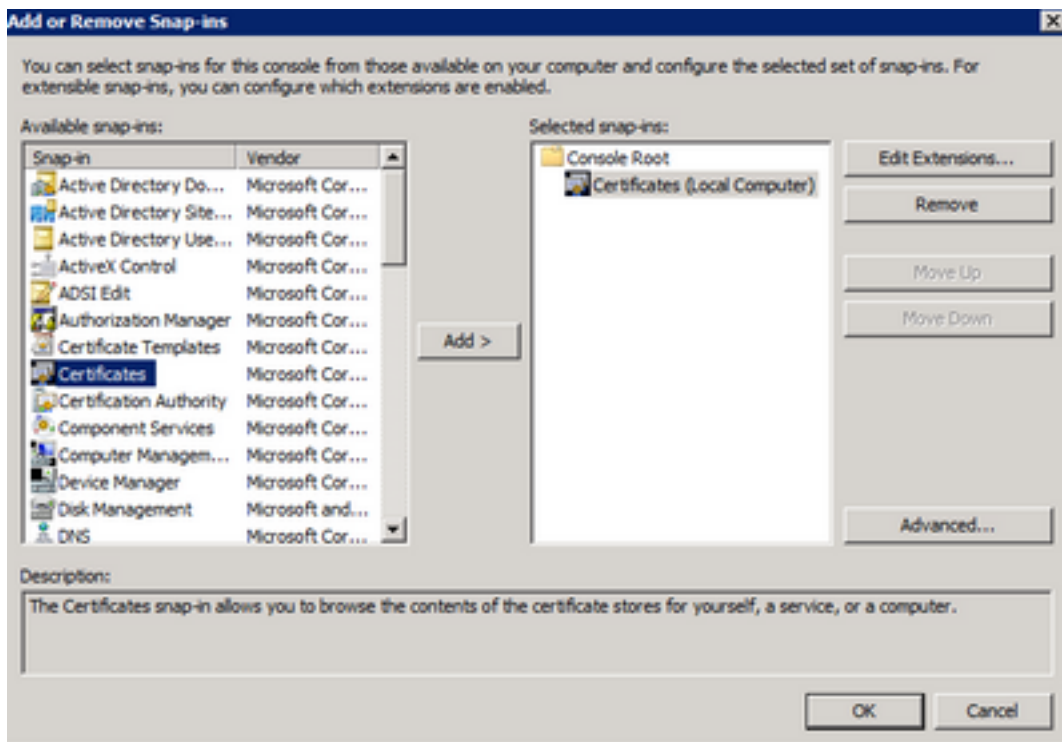 Add or Remove Snap-ins
You can select snap-ins for this console from those available on your computer and configure the selected set of snap-ins. For
extensible snap-ins, you can configure which extensions are enabled.
Available snap-ins:
Snap-in Vendor
Active Directory Do... Microsoft Cor...
Active Directory Site... Microsoft Cor...
Active Directory Use... Microsoft Cor...
ActiveX Control Microsoft Cor...
ADSI Edit Microsoft Cor...
Authorization Manager Microsoft Cor...
Certificate Templates Microsoft Cor...
Certificates Microsoft Cor...
Certification Authority Microsoft Cor...
Component Services Microsoft Cor...
Computer Managem... Microsoft Cor...
Device Manager Microsoft Cor...
Disk Management Microsoft and...
DNS Microsoft Cor...
Add >
Selected snap-ins:
Console Root
Certificates (Local Computer)
Edit Extensions...
Remove
Move Up
Move Down
Advanced...
Description:
The Certificates snap-in allows you to browse the contents of the certificate stores for yourself, a service, or a computer.
OK Cancel